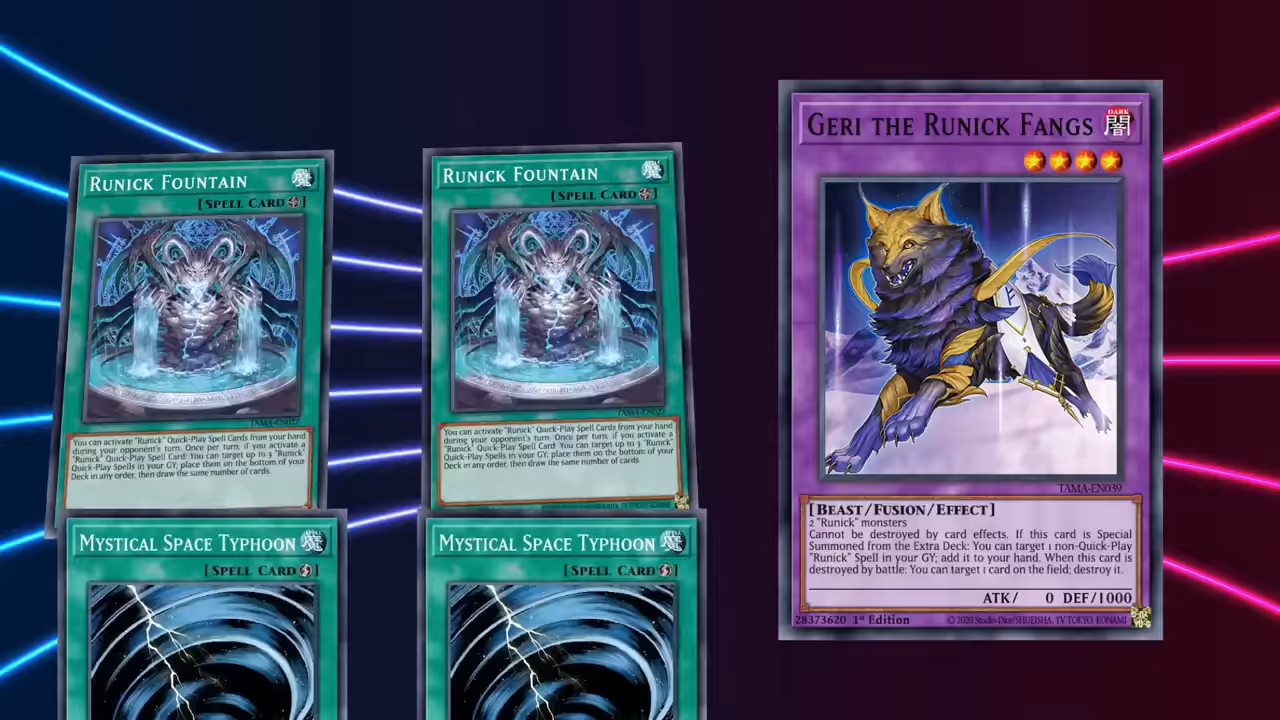 RUNICK FOUNTAIN
[SPELL CARD]
TAMA-EN027
You can activate "Runick" Quick-Play Spell Cards from your hand
during your opponent's turn. Once per turn, if you activate a
"Runick" Quick-Play Spell Card: You can target up to 3 "Runick"
Quick-Play Spells in your GY; place them on the bottom of your
Deck in any order, then draw the same number of cards.
RUNICK FOUNTAIN
[SPELL CARD]
TAMA-EN027
You can activate "Runick" Quick-Play Spell Cards from your hand
during your opponent's turn. Once per turn, if you activate a
"Runick" Quick-Play Spell Card: You can target up to 3 "Runick"
Quick-Play Spells in your GY; place them on the bottom of your
Deck in any order, then draw the same number of cards.
MYSTICAL SPACE TYPHOON 魔
[SPELL CARD]
MYSTICAL SPACE TYPHOON 魔
[SPELL CARD]
GERI THE RUNICK FANGS
DARK
闇
TAMA-EN039
[BEAST/FUSION/EFFECT]
2 "Runick" monsters
Cannot be destroyed by card effects. If this card is Special
Summoned from the Extra Deck: You can target 1 non-Quick-Play
"Runick" Spell in your GY; add it to your hand. When this card is
destroyed by battle: You can target 1 card on the field; destroy it.
ATK/ 0 DEF/1000
28373620 1st Edition ©2020 Studio Dice/SHUEISHA, TV TOKYO, KONAMI